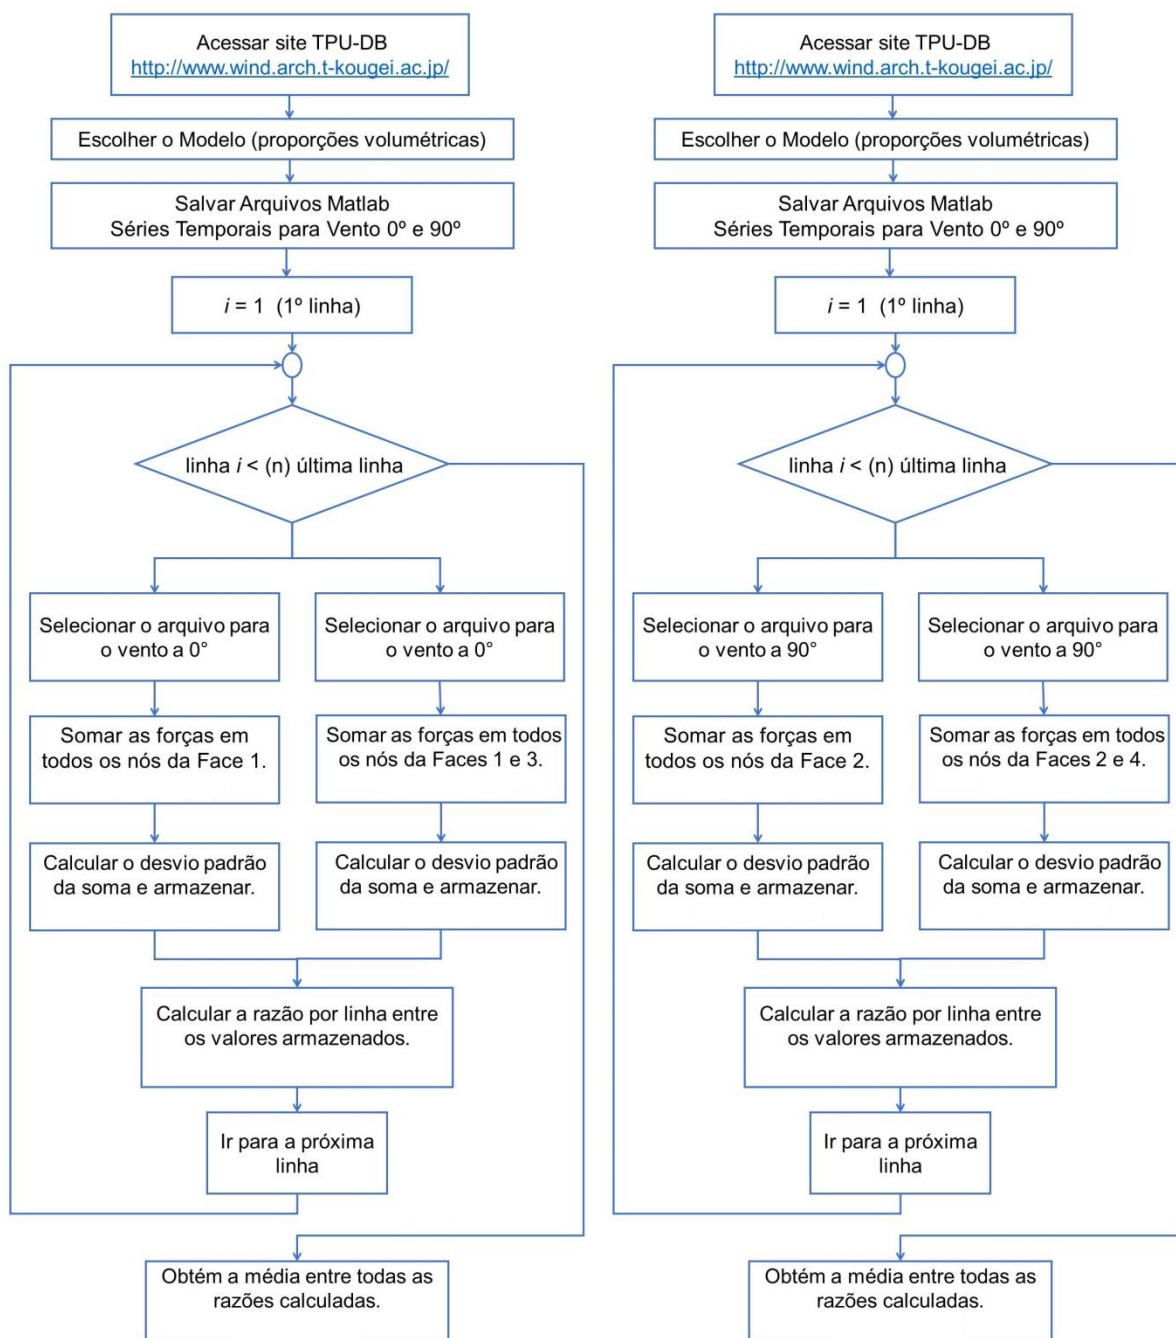 Acessar site TPU-DB
http://www.wind.arch.t-kougei.ac.jp/
Escolher o Modelo (proporções volumétricas)
Salvar Arquivos Matlab
Séries Temporais para Vento 0º e 90º
i = 1 (1º linha)
linha i < (n) última linha
Selecionar o arquivo para
o vento a 0°
Selecionar o arquivo para
o vento a 0°
Somar as forças em
todos os nós da Face 1.
Somar as forças em todos
os nós da Faces 1 e 3.
Calcular o desvio padrão
da soma e armazenar.
Calcular o desvio padrão
da soma e armazenar.
Calcular a razão por linha entre
os valores armazenados.
Ir para a próxima
linha
Obtém a média entre todas as
razões calculadas.
Acessar site TPU-DB
http://www.wind.arch.t-kougei.ac.jp/
Escolher o Modelo (proporções volumétricas)
Salvar Arquivos Matlab
Séries Temporais para Vento 0º e 90º
i = 1 (1º linha)
linha i < (n) última linha
Selecionar o arquivo para
o vento a 90°
Selecionar o arquivo para
o vento a 90°
Somar as forças em
todos os nós da Face 2.
Somar as forças em todos
os nós da Faces 2 e 4.
Calcular o desvio padrão
da soma e armazenar.
Calcular o desvio padrão
da soma e armazenar.
Calcular a razão por linha entre
os valores armazenados.
Ir para a próxima
linha
Obtém a média entre todas as
razões calculadas.